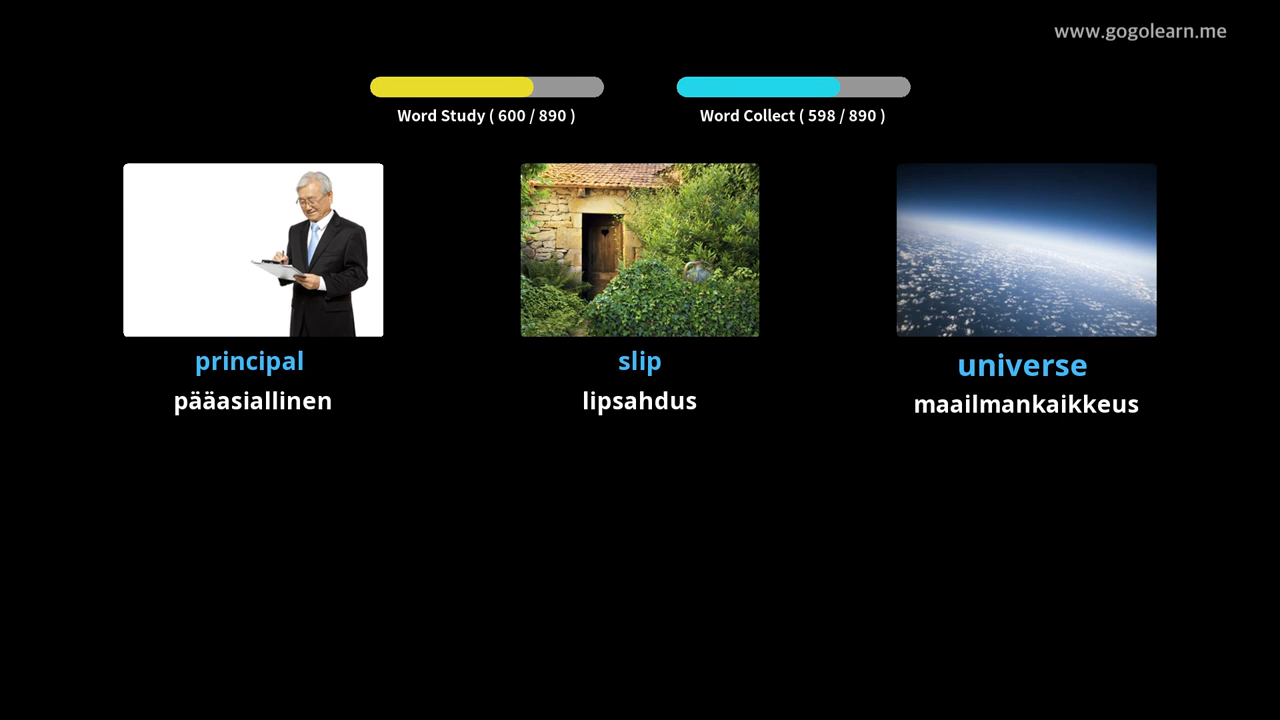 www.gogolearn.me
Word Study ( 600 / 890 )
Word Collect ( 598 / 890 )
principal
pääasiallinen
slip
lipsahdus
universe
maailmankaikkeus